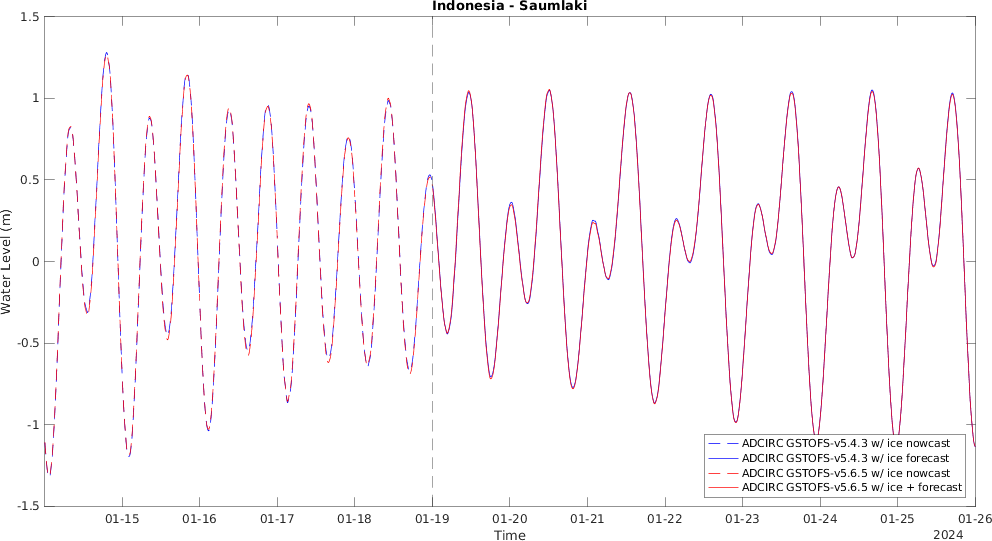 Indonesia - Saumlaki
1.5
1
0.5
0
-0.5
-1
-1.5
Water Level (m)
ADCIRC GSTOFS-v5.4.3 w/ ice nowcast
ADCIRC GSTOFS-v5.4.3 w/ ice forecast
ADCIRC GSTOFS-v5.6.5 w/ ice nowcast
ADCIRC GSTOFS-v5.6.5 w/ ice + forecast
01-15 01-16 01-17 01-18 01-19 01-20 01-21 01-22 01-23 01-24 01-25 01-26
Time
2024